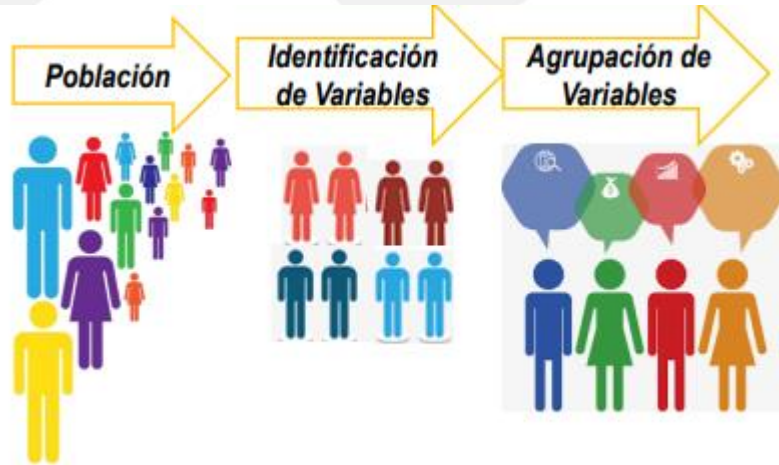 Población
Identificación
de Variables
Agrupación de
Variables